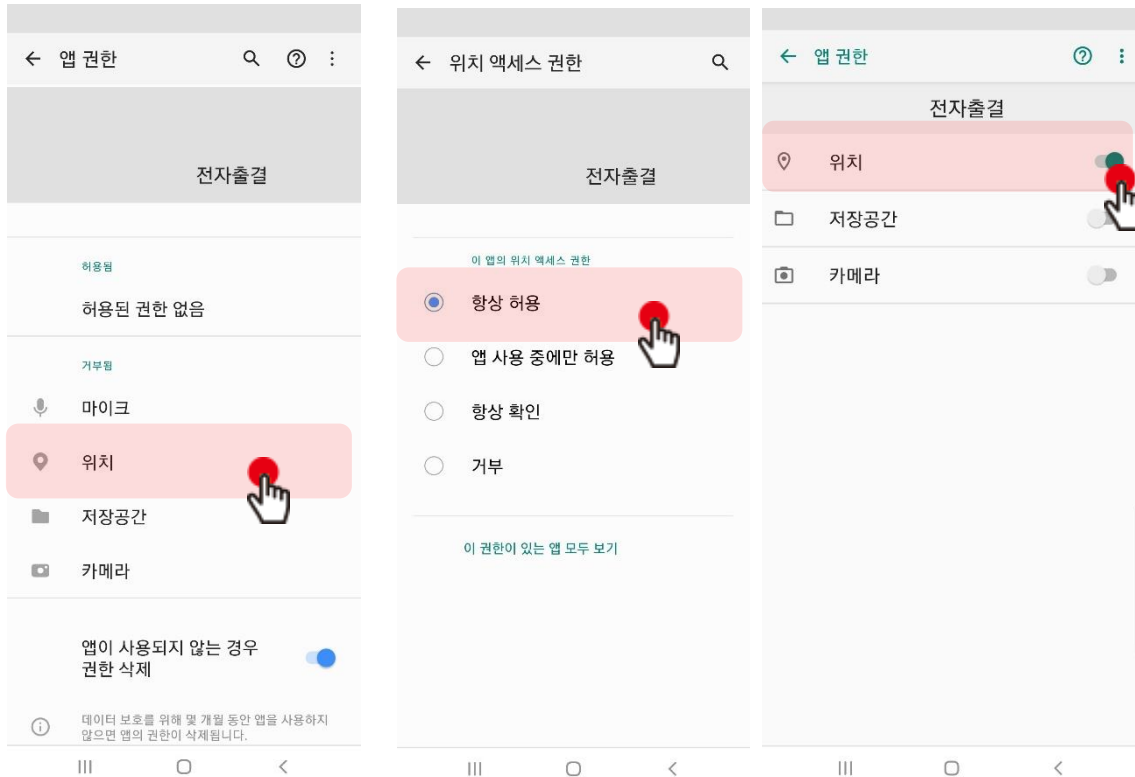 앱 권한
전자출결
허용됨
허용된 권한 없음
거부됨
마이크
위치
저장공간
카메라
앱이 사용되지 않는 경우
권한 삭제
데이터 보호를 위해 몇 개월 동안 앱을 사용하지
않으면 앱의 권한이 삭제됩니다.
위치 액세스 권한
전자출결
이 앱의 위치 액세스 권한
항상 허용
앱 사용 중에만 허용
항상 확인
거부
이 권한이 있는 앱 모두 보기
앱 권한
전자출결
위치
저장공간
카메라